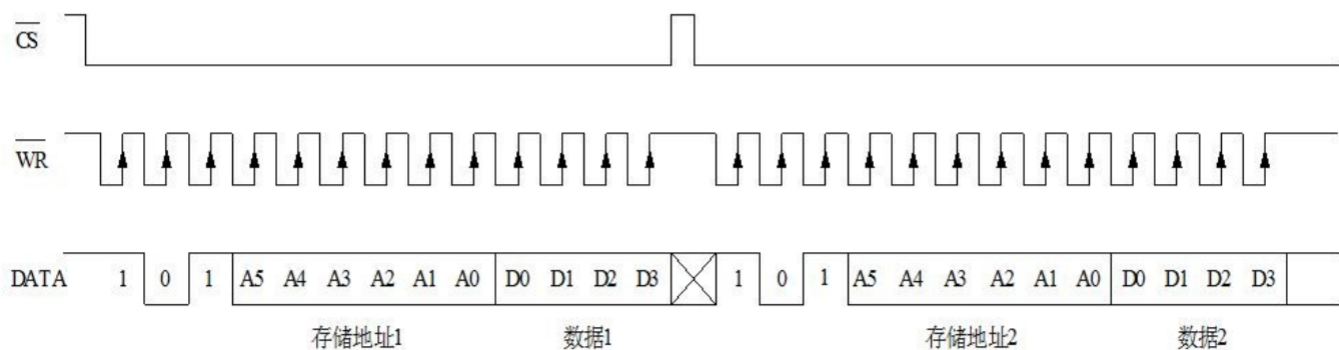 CS
WR
DATA 1 0 1 A5 A4 A3 A2 A1 A0 D0 D1 D2 D3 1 0 1 A5 A4 A3 A2 A1 A0 D0 D1 D2 D3
存储地址1 数据1 存储地址2 数据2